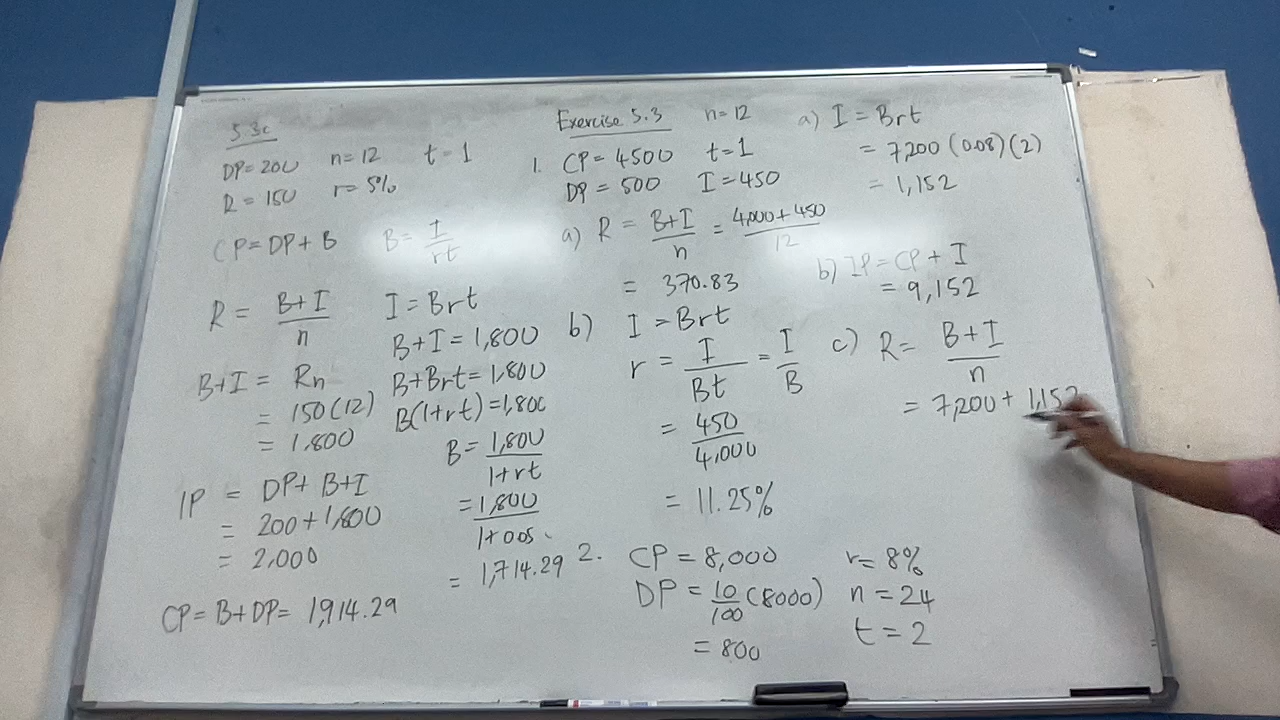 5.3c
DP = 200 n = 12 t = 1
R = 150 r = 5%
CP = DP + B B = I/rt
R = B+I/n I = Brt
B+I = 1,800
B+I = Rn B+Brt = 1,800
= 150(12) B(1+rt) = 1,800
= 1,800 B = 1,800/1+rt
IP = DP + B+I = 1,800/1+0.05
= 200 + 1,800
= 2,000 = 1,714.29
CP = B+DP = 1,914.29
Exercise 5.3 n = 12
1. CP = 4500 t = 1
DP = 500 I = 450
a) R = B+I/n = 4,000 + 450/12
= 370.83
b) I = Brt
r = I/Bt = I/B
= 450/4,000
= 11.25%
2. CP = 8,000 r = 8%
DP = 10/100 (8000) n = 24
= 800 t = 2
a) I = Brt
= 7,200 (0.08)(2)
= 1,152
b) IP = CP + I
= 9,152
c) R = B+I/n
= 7,200 + 1,152